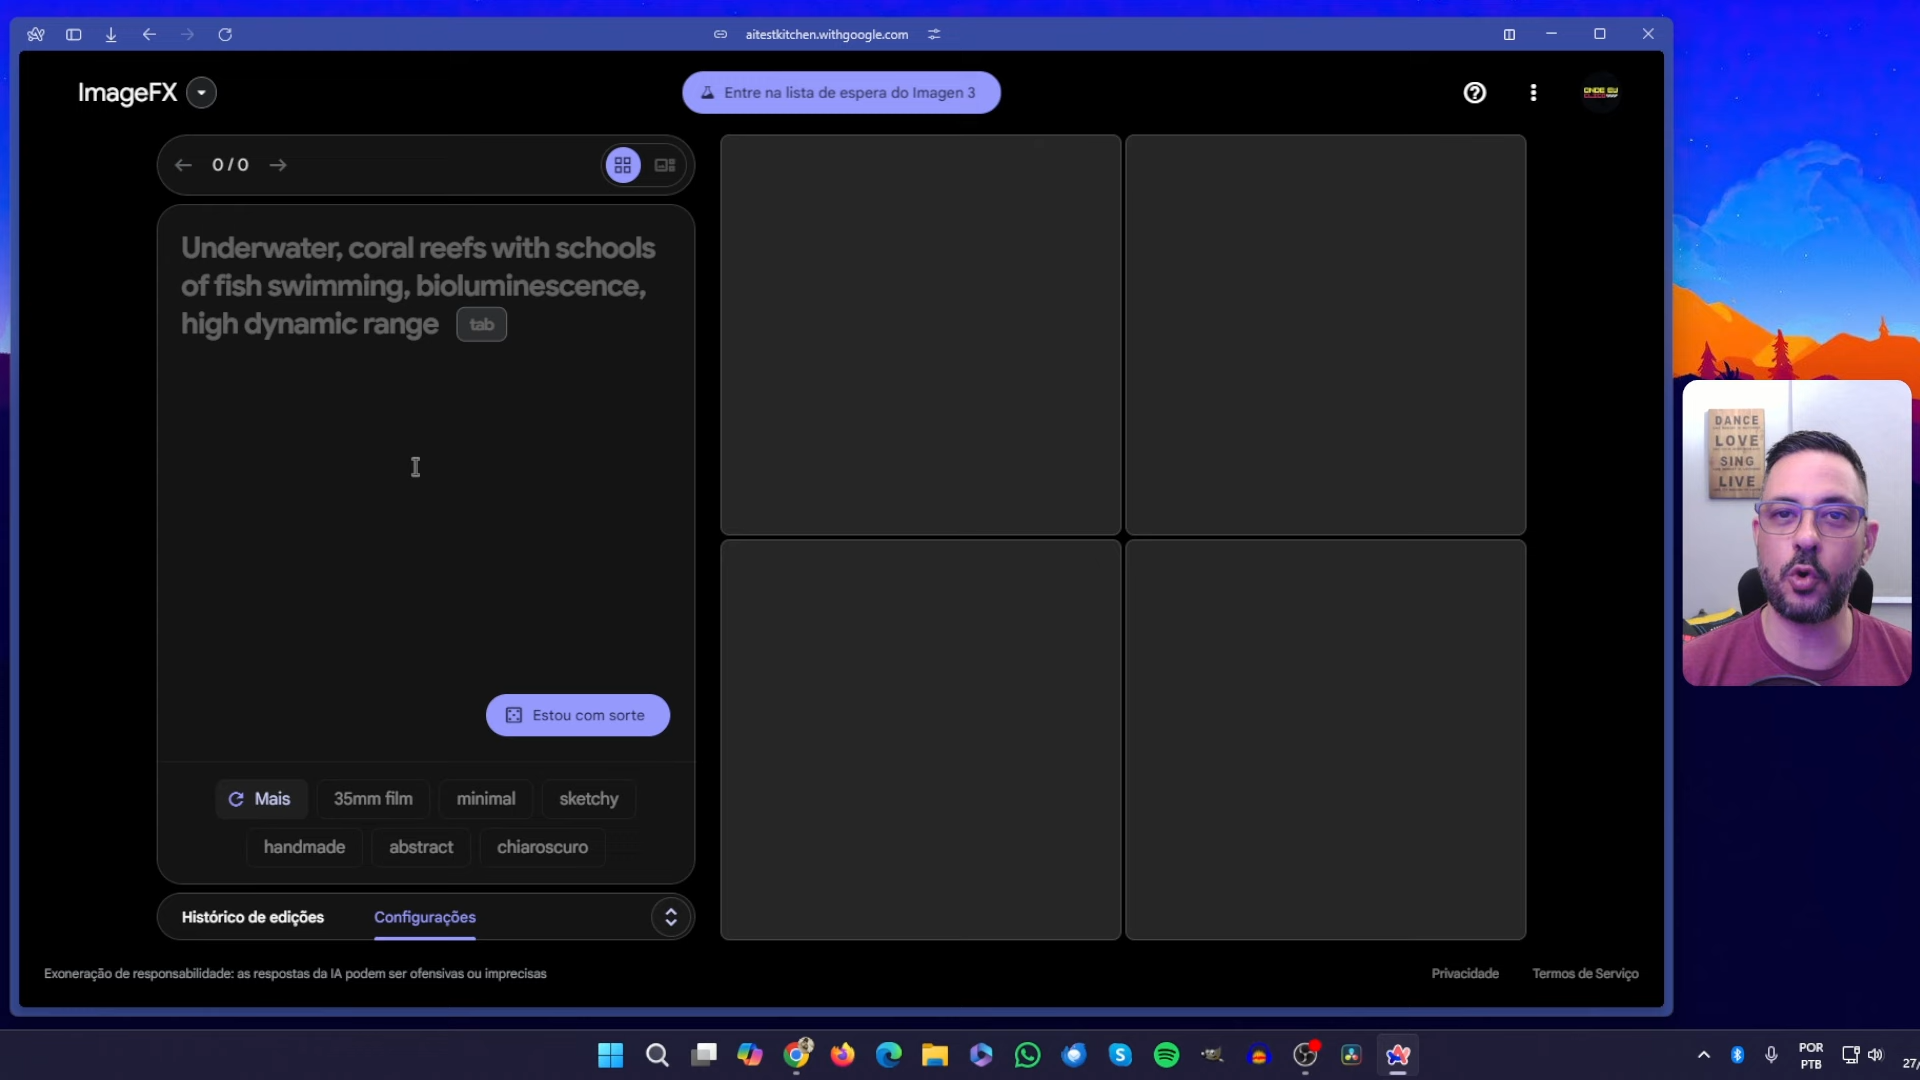 aitestkitchen.withgoogle.com
ImageFX
Entre na lista de espera do Imagen 3
0 / 0
Underwater, coral reefs with schools
of fish swimming, bioluminescence,
high dynamic range tab
Estou com sorte
Mais
35mm film
minimal
sketchy
handmade
abstract
chiaroscuro
Histórico de edições
Configurações
Exoneração de responsabilidade: as respostas da IA podem ser ofensivas ou imprecisas
Privacidade
Termos de Serviço
DANCE
LOVE
SING
LIVE
POR
PTB